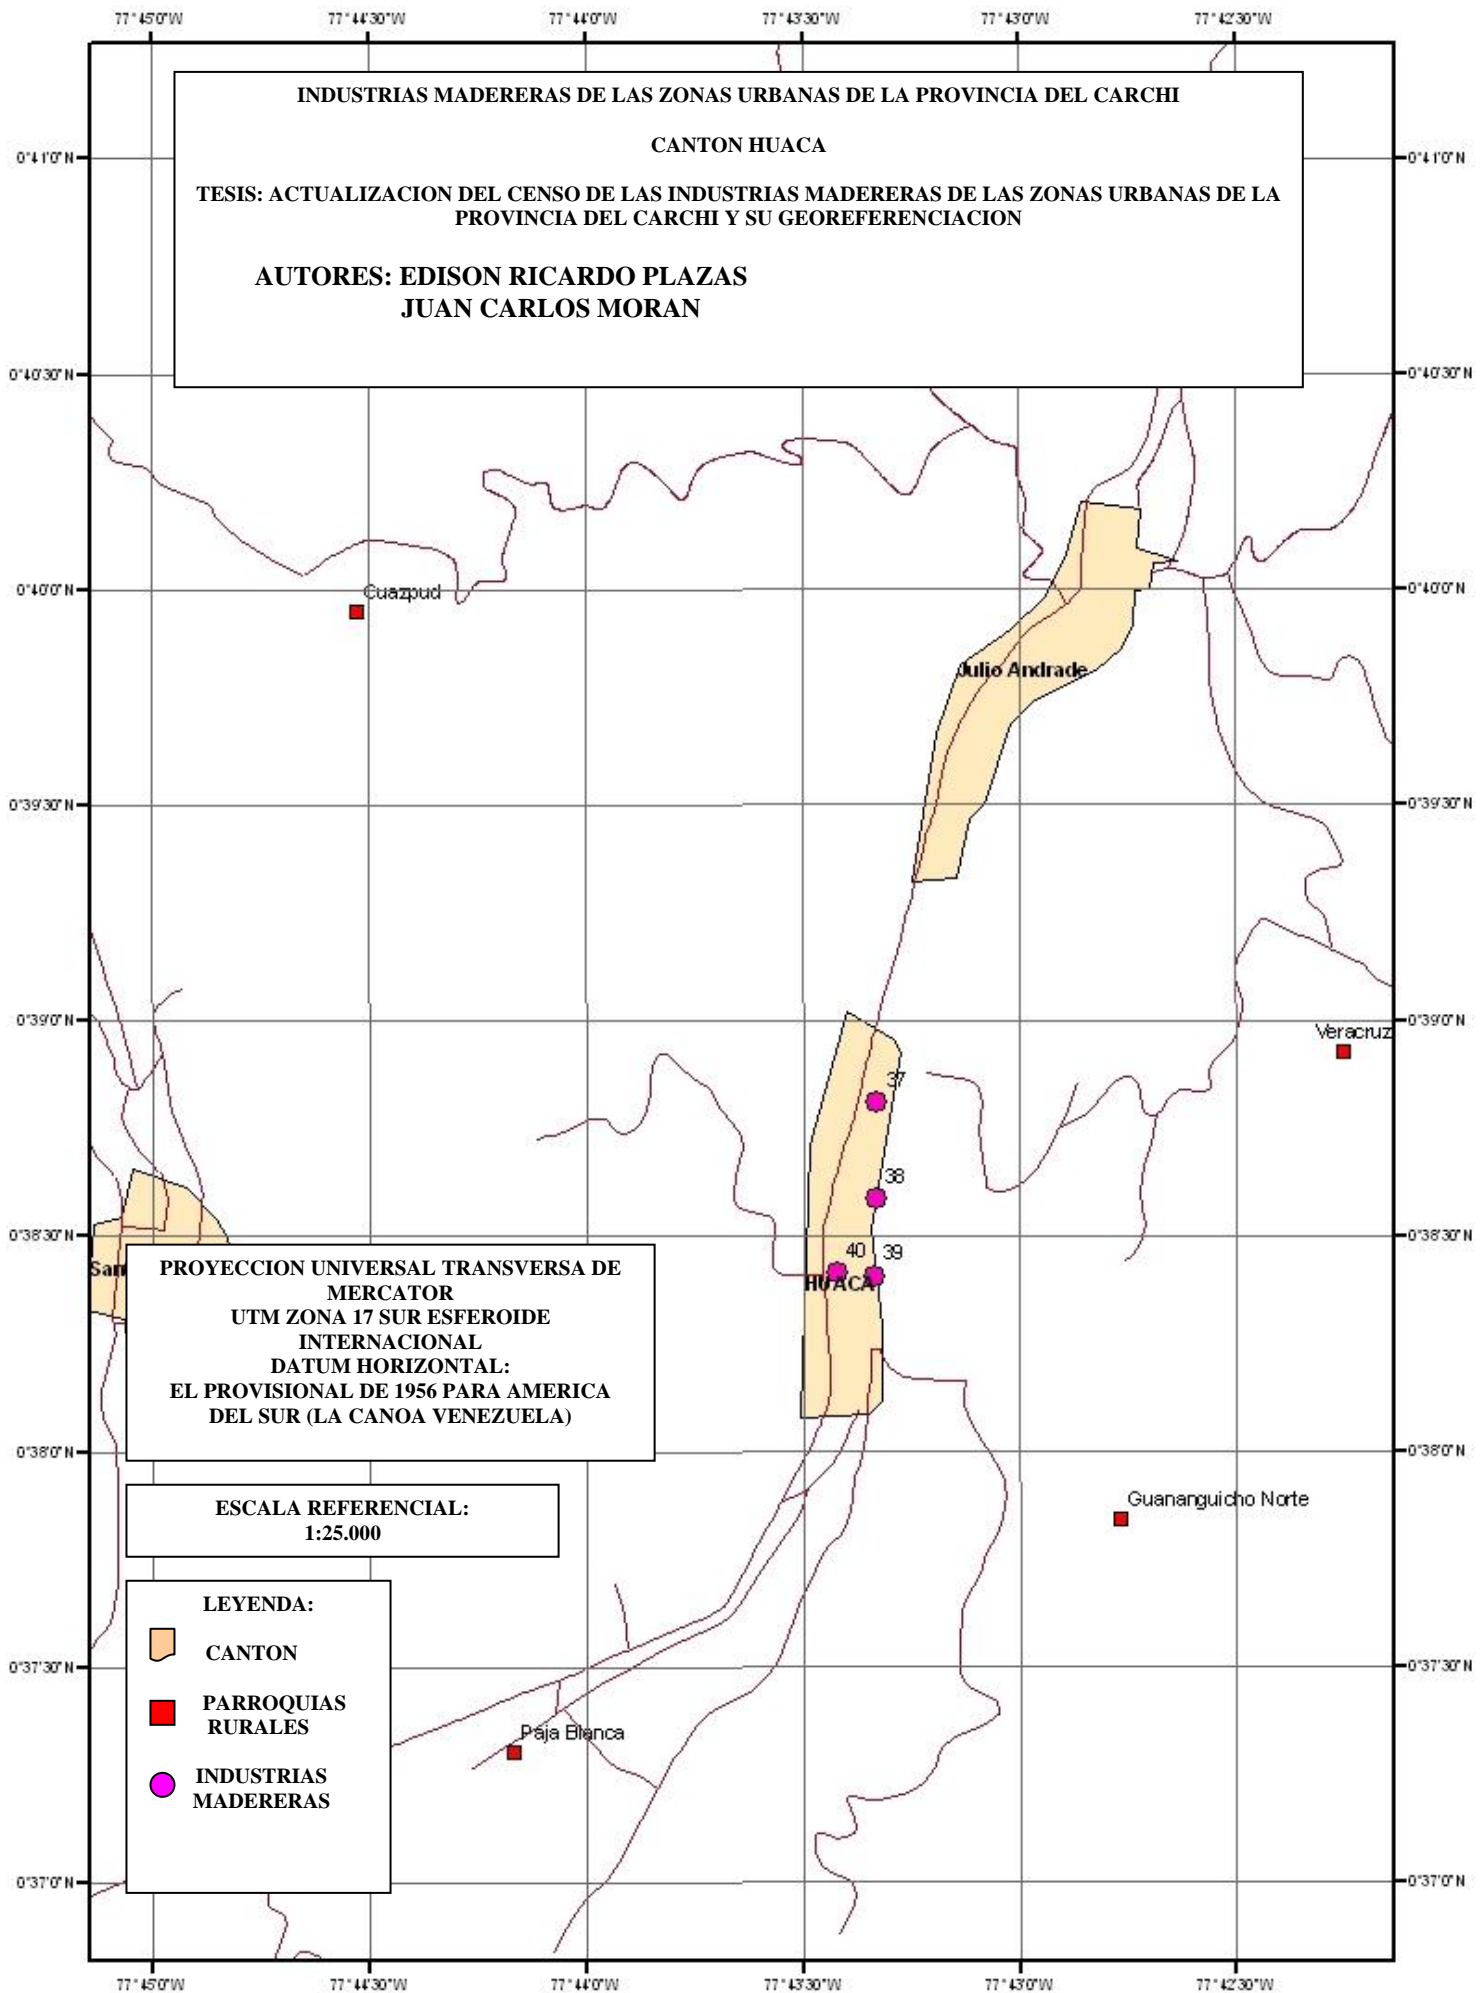 77°45'0"W 77°44'30"W 77°44'0"W 77°43'30"W 77°43'0"W 77°42'30"W
INDUSTRIAS MADERERAS DE LAS ZONAS URBANAS DE LA PROVINCIA DEL CARCHI
CANTON HUACA
TESIS: ACTUALIZACION DEL CENSO DE LAS INDUSTRIAS MADERERAS DE LAS ZONAS URBANAS DE LA
PROVINCIA DEL CARCHI Y SU GEOREFERENCIACION
AUTORES: EDISON RICARDO PLAZAS
JUAN CARLOS MORAN
0°41'0"N 0°41'0"N
0°40'30"N 0°40'30"N
0°40'0"N 0°40'0"N
Cuazpud
Julio Andrade
0°39'30"N 0°39'30"N
0°39'0"N 0°39'0"N
Veracruz
37
38
0°38'30"N 0°38'30"N
40 39
San
HUACA
PROYECCION UNIVERSAL TRANSVERSA DE
MERCATOR
UTM ZONA 17 SUR ESFEROIDE
INTERNACIONAL
DATUM HORIZONTAL:
EL PROVISIONAL DE 1956 PARA AMERICA
DEL SUR (LA CANOA VENEZUELA)
0°38'0"N 0°38'0"N
Guananguicho Norte
ESCALA REFERENCIAL:
1:25.000
LEYENDA:
CANTON
0°37'30"N 0°37'30"N
PARROQUIAS
RURALES
Paja Blanca
INDUSTRIAS
MADERERAS
0°37'0"N 0°37'0"N
77°45'0"W 77°44'30"W 77°44'0"W 77°43'30"W 77°43'0"W 77°42'30"W